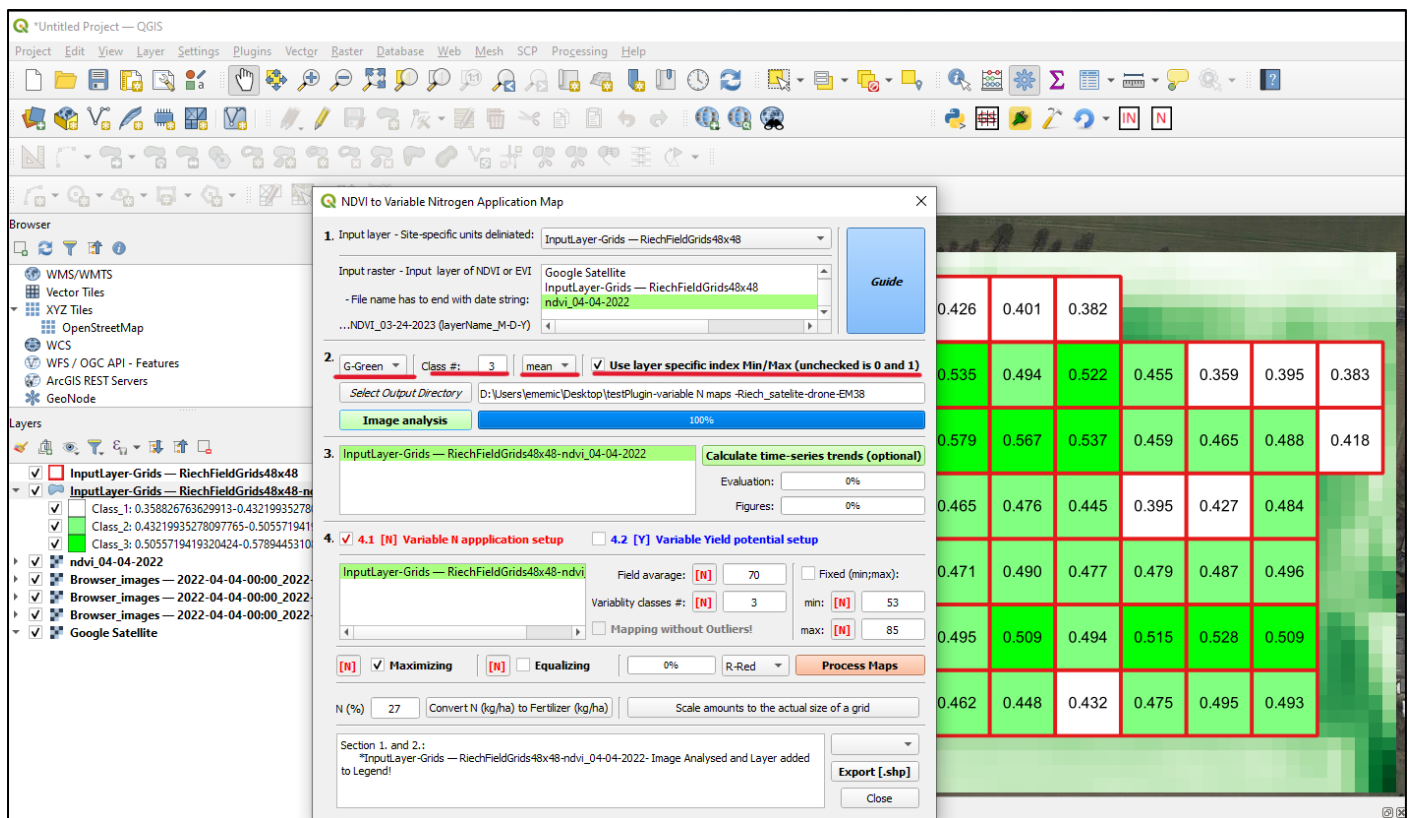 *Untitled Project — QGIS
Project Edit View Layer Settings Plugins Vector Raster Database Web Mesh SCP Processing Help
IN N
NDVI to Variable Nitrogen Application Map
Browser
WMS/WMTS
Vector Tiles
XYZ Tiles
OpenStreetMap
WCS
WFS / OGC API - Features
ArcGIS REST Servers
GeoNode
Layers
InputLayer-Grids — RiechFieldGrids48x48
InputLayer-Grids — RiechFieldGrids48x48-n
Class_1: 0.358826763629913-0.4321993527
Class_2: 0.43219935278097765-0.50557194
Class_3: 0.5055719419320424-0.578944531
ndvi_04-04-2022
Browser_images — 2022-04-04-00:00_2022-
Browser_images — 2022-04-04-00:00_2022-
Browser_images — 2022-04-04-00:00_2022-
Google Satellite
1. Input layer - Site-specific units deliniated: InputLayer-Grids — RiechFieldGrids48x48
Input raster - Input layer of NDVI or EVI
- File name has to end with date string:
...NDVI_03-24-2023 (layerName_M-D-Y)
Google Satellite
InputLayer-Grids — RiechFieldGrids48x48
ndvi_04-04-2022
Guide
2. G-Green Class #: 3 mean Use layer specific index Min/Max (unchecked is 0 and 1)
Select Output Directory D:\Users\ememic\Desktop\testPlugin-variable N maps -Riech_satelite-drone-EM38
Image analysis 100%
3. InputLayer-Grids — RiechFieldGrids48x48-ndvi_04-04-2022 Calculate time-series trends (optional)
Evaluation: 0%
Figures: 0%
4. 4.1 [N] Variable N appplication setup 4.2 [Y] Variable Yield potential setup
InputLayer-Grids — RiechFieldGrids48x48-ndvi Field avarage: [N] 70 Fixed (min;max):
Variablity classes #: [N] 3 min: [N] 53
Mapping without Outliers! max: [N] 85
[N] Maximizing [N] Equalizing 0% R-Red Process Maps
N (%) 27 Convert N (kg/ha) to Fertilizer (kg/ha) Scale amounts to the actual size of a grid
Section 1. and 2.:
*InputLayer-Grids — RiechFieldGrids48x48-ndvi_04-04-2022- Image Analysed and Layer added
to Legend!
Export [.shp]
Close
0.426 0.401 0.382
0.535 0.494 0.522 0.455 0.359 0.395 0.383
0.579 0.567 0.537 0.459 0.465 0.488 0.418
0.465 0.476 0.445 0.395 0.427 0.484
0.471 0.490 0.477 0.479 0.487 0.496
0.495 0.509 0.494 0.515 0.528 0.509
0.462 0.448 0.432 0.475 0.495 0.493